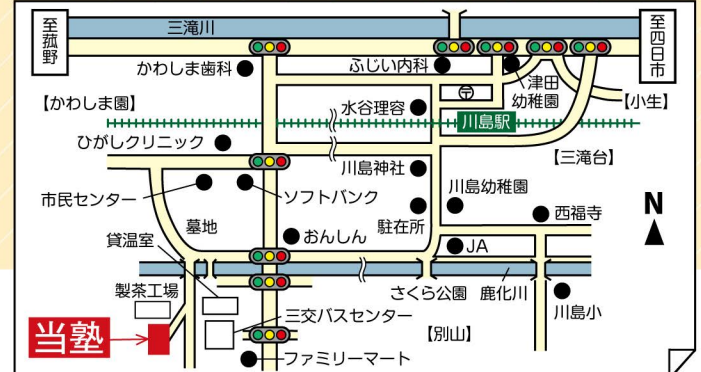 至菰野
三滝川
至四日市
かわしま歯科
ふじい内科
津田
幼稚園
【かわしま園】
水谷理容
〒
【小生】
川島駅
ひがしクリニック
【三滝台】
川島神社
市民センター
ソフトバンク
川島幼稚園
N
墓地
駐在所
西福寺
貸温室
おんしん
JA
製茶工場
さくら公園
鹿化川
川島小
当塾
三交バスセンター
【別山】
ファミリーマート